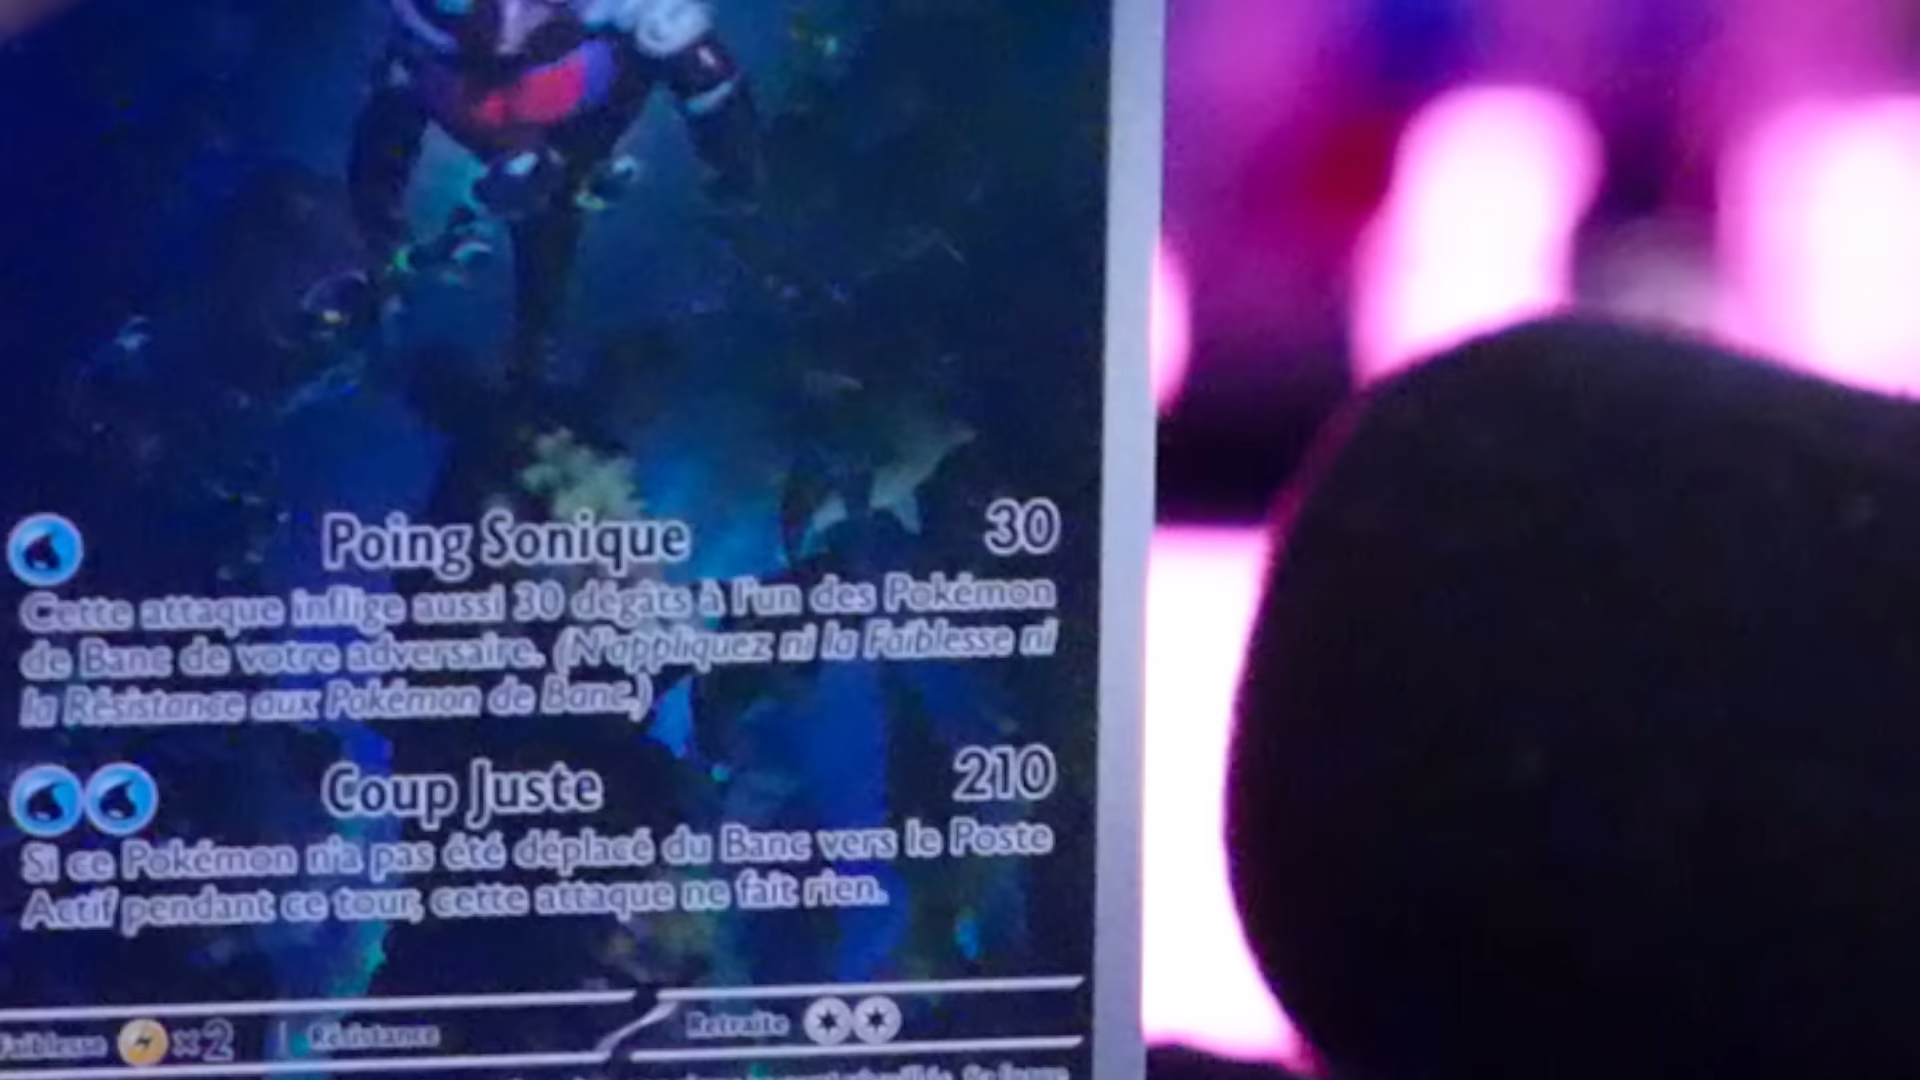 Poing Sonique 30
Cette attaque inflige aussi 30 dégâts à l'un des Pokémon
de Banc de votre adversaire. (N'appliquez ni la Faiblesse ni
la Résistance aux Pokémon de Banc.)
Coup Juste 210
Si ce Pokémon n'a pas été déplacé du Banc vers le Poste
Actif pendant ce tour, cette attaque ne fait rien.
Faiblesse ×2 Résistance Retraite